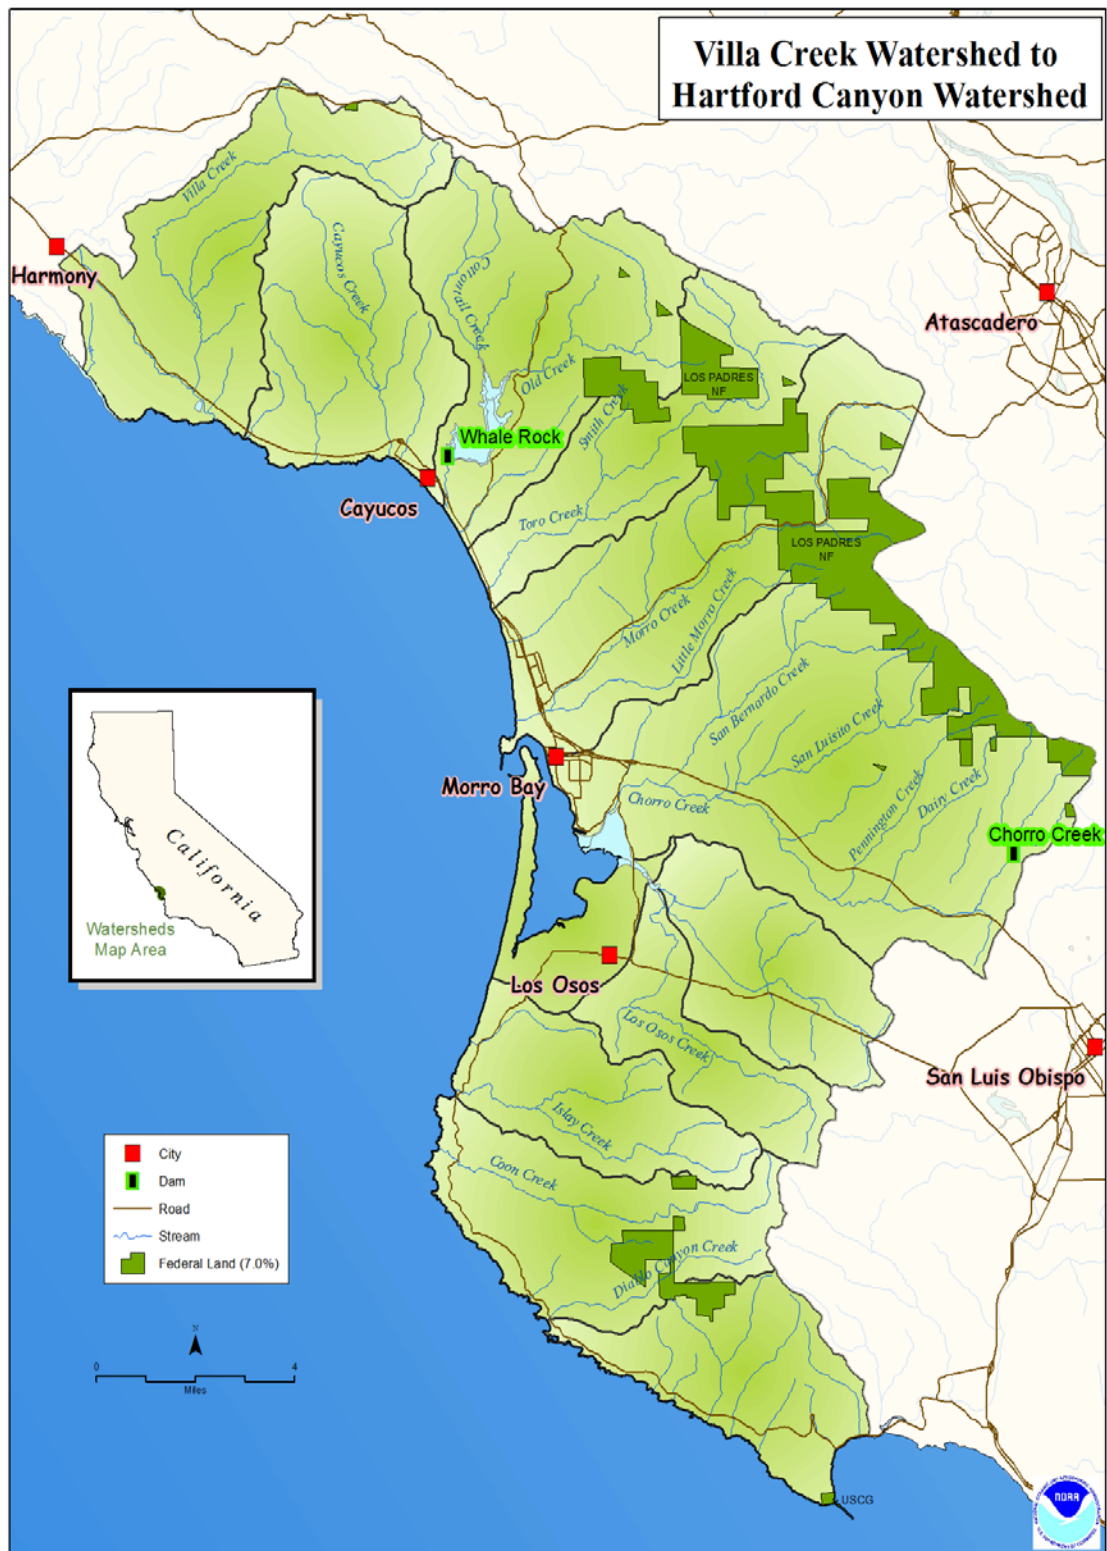 Villa Creek Watershed to
Hartford Canyon Watershed
Villa Creek
Harmony
Cayucos Creek
Cotton
tail Creek
Atascadero
Old Creek
LOS PADRES
NF
Smith Creek
Whale Rock
Cayucos
Toro Creek
LOS PADRES
NF
Morro Creek
Little Morro Creek
San Bernardo Creek
San Luisito Creek
Morro Bay
Chorro Creek
Pennington Creek
Dairy Creek
Chorro Creek
California
Watersheds
Map Area
Los Osos
Los Osos Creek
San Luis Obispo
Islay Creek
Coon Creek
Diablo Canyon Creek
City
Dam
Road
Stream
Federal Land (7.0%)
N
0 4
Miles
USCG
NOAA